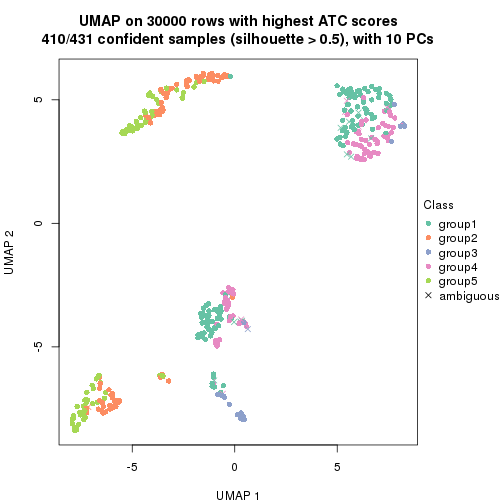 UMAP on 30000 rows with highest ATC scores
410/431 confident samples (silhouette > 0.5), with 10 PCs
5
0
-5
UMAP 2
-5
0
5
UMAP 1
Class
group1
group2
group3
group4
group5
ambiguous